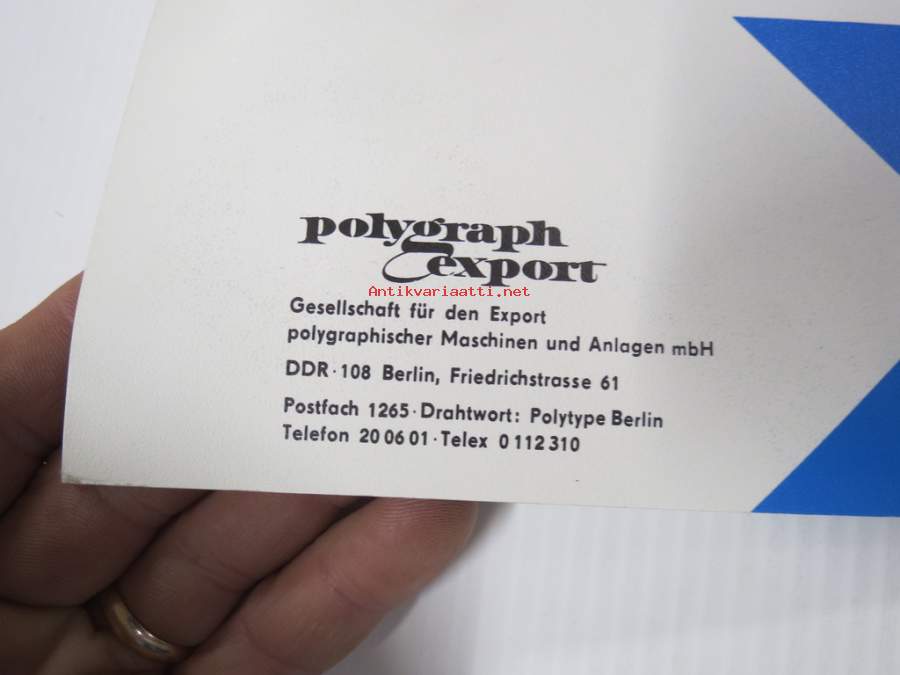 polygraph
export
Antikvariaatti.net
Gesellschaft für den Export
polygraphischer Maschinen und Anlagen mbH
DDR · 108 Berlin, Friedrichstrasse 61
Postfach 1265 · Drahtwort: Polytype Berlin
Telefon 20 06 01 · Telex 0 112 310